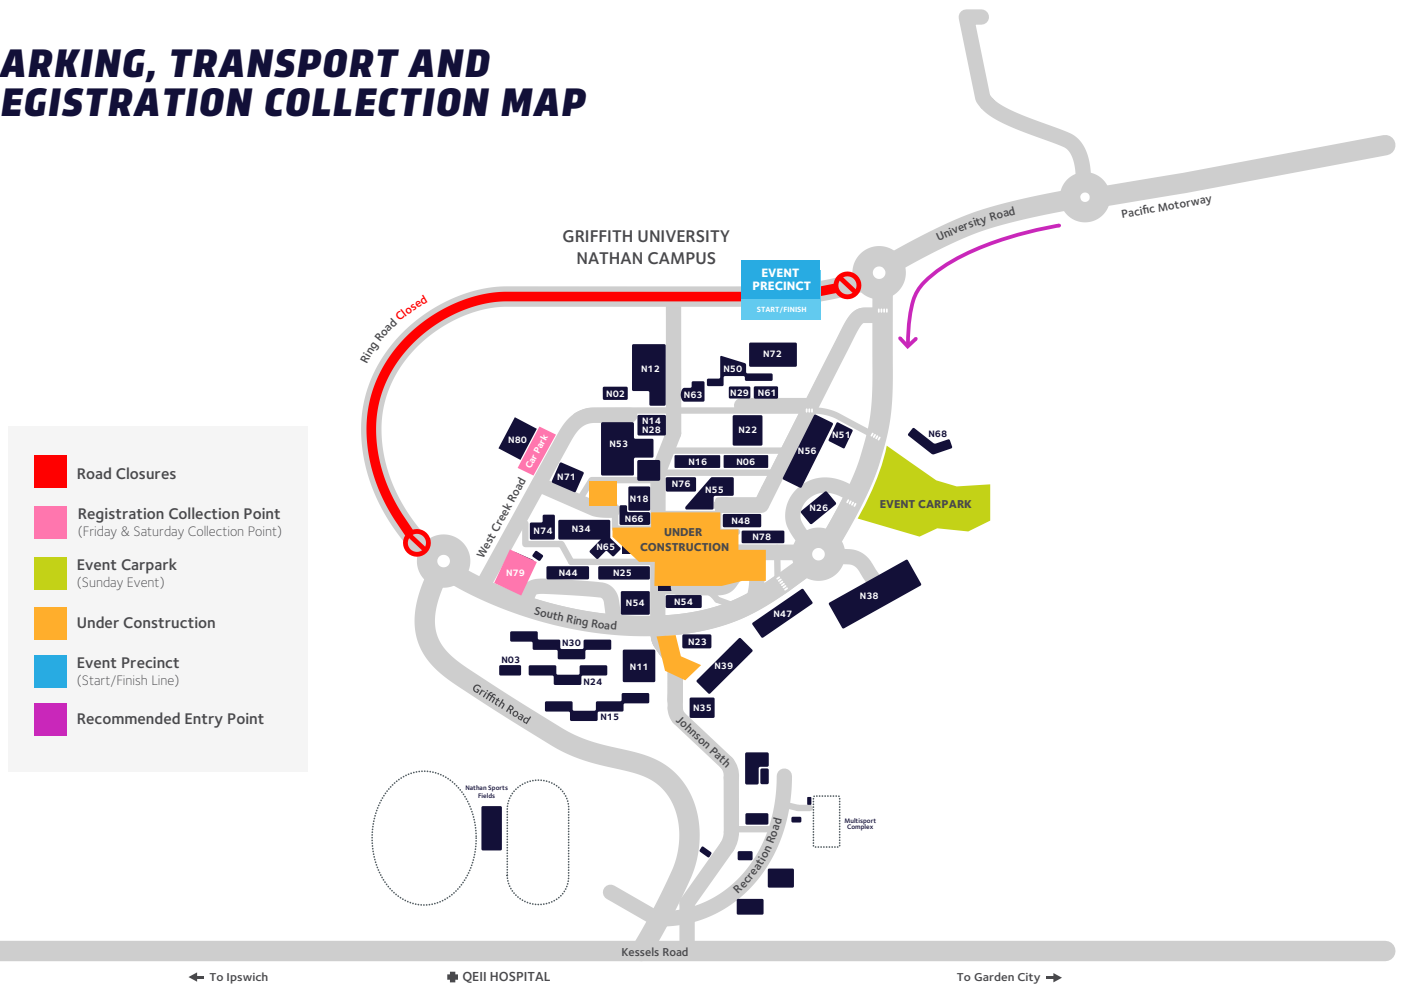 ARKING, TRANSPORT AND
EGISTRATION COLLECTION MAP
Pacific Motorway
University Road
GRIFFITH UNIVERSITY
NATHAN CAMPUS
EVENT
PRECINCT
START/FINISH
Ring Road Closed
N72
N12
N50
N02
N63
N29
N61
N14
N28
N22
N80
Car Park
N53
N56
N51
N68
N16
N06
N71
N76
N55
N18
EVENT CARPARK
N26
N66
N48
West Creek Road
N74
N34
UNDER
CONSTRUCTION
N78
N65
N79
N44
N25
N54
N54
N38
N47
South Ring Road
N30
N23
N03
N11
N39
N24
N15
N35
Griffith Road
Johnson Path
Road Closures
Registration Collection Point
(Friday & Saturday Collection Point)
Event Carpark
(Sunday Event)
Under Construction
Event Precinct
(Start/Finish Line)
Recommended Entry Point
Nathan Sports
Fields
Multisport
Complex
Recreation Road
Kessels Road
To Ipswich
QEII HOSPITAL
To Garden City